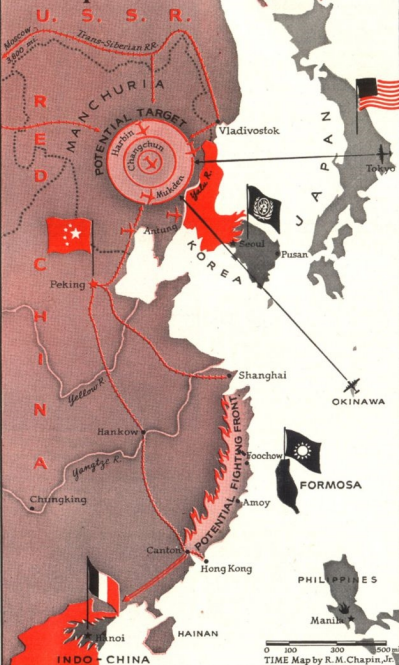 U. S. S. R.
Moscow
3,800 mi.
Trans-Siberian RR.
MANCHURIA
POTENTIAL TARGET
Harbin
Changchun
Mukden
Vladivostok
Yalu R.
JAPAN
Tokyo
RED CHINA
Antung
Seoul
KOREA
Pusan
Peking
OKINAWA
Shanghai
Yellow R.
Hankow
Yangtze R.
POTENTIAL FIGHTING FRONT
Foochow
FORMOSA
Chungking
Amoy
Canton
Hong Kong
PHILIPPINES
Manila
Hanoi
HAINAN
INDO-CHINA
0 100 300 500 mi.
TIME Map by R.M.Chapin, Jr.